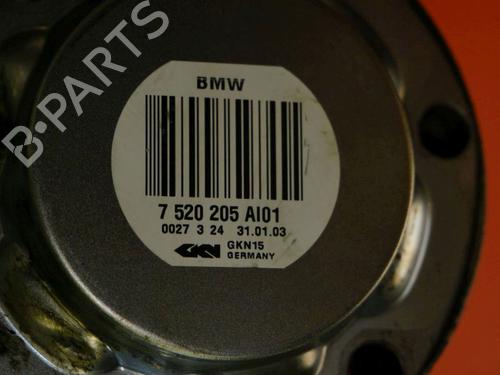 B-PARTS
BMW
7 520 205 AI01
0027 3 24 31.01.03
GKN GKN15
GERMANY